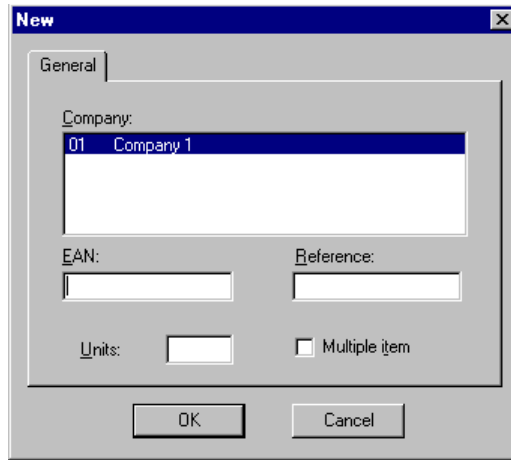 New
General
Company:
01 Company 1
EAN: Reference:
Units: Multiple item
OK Cancel